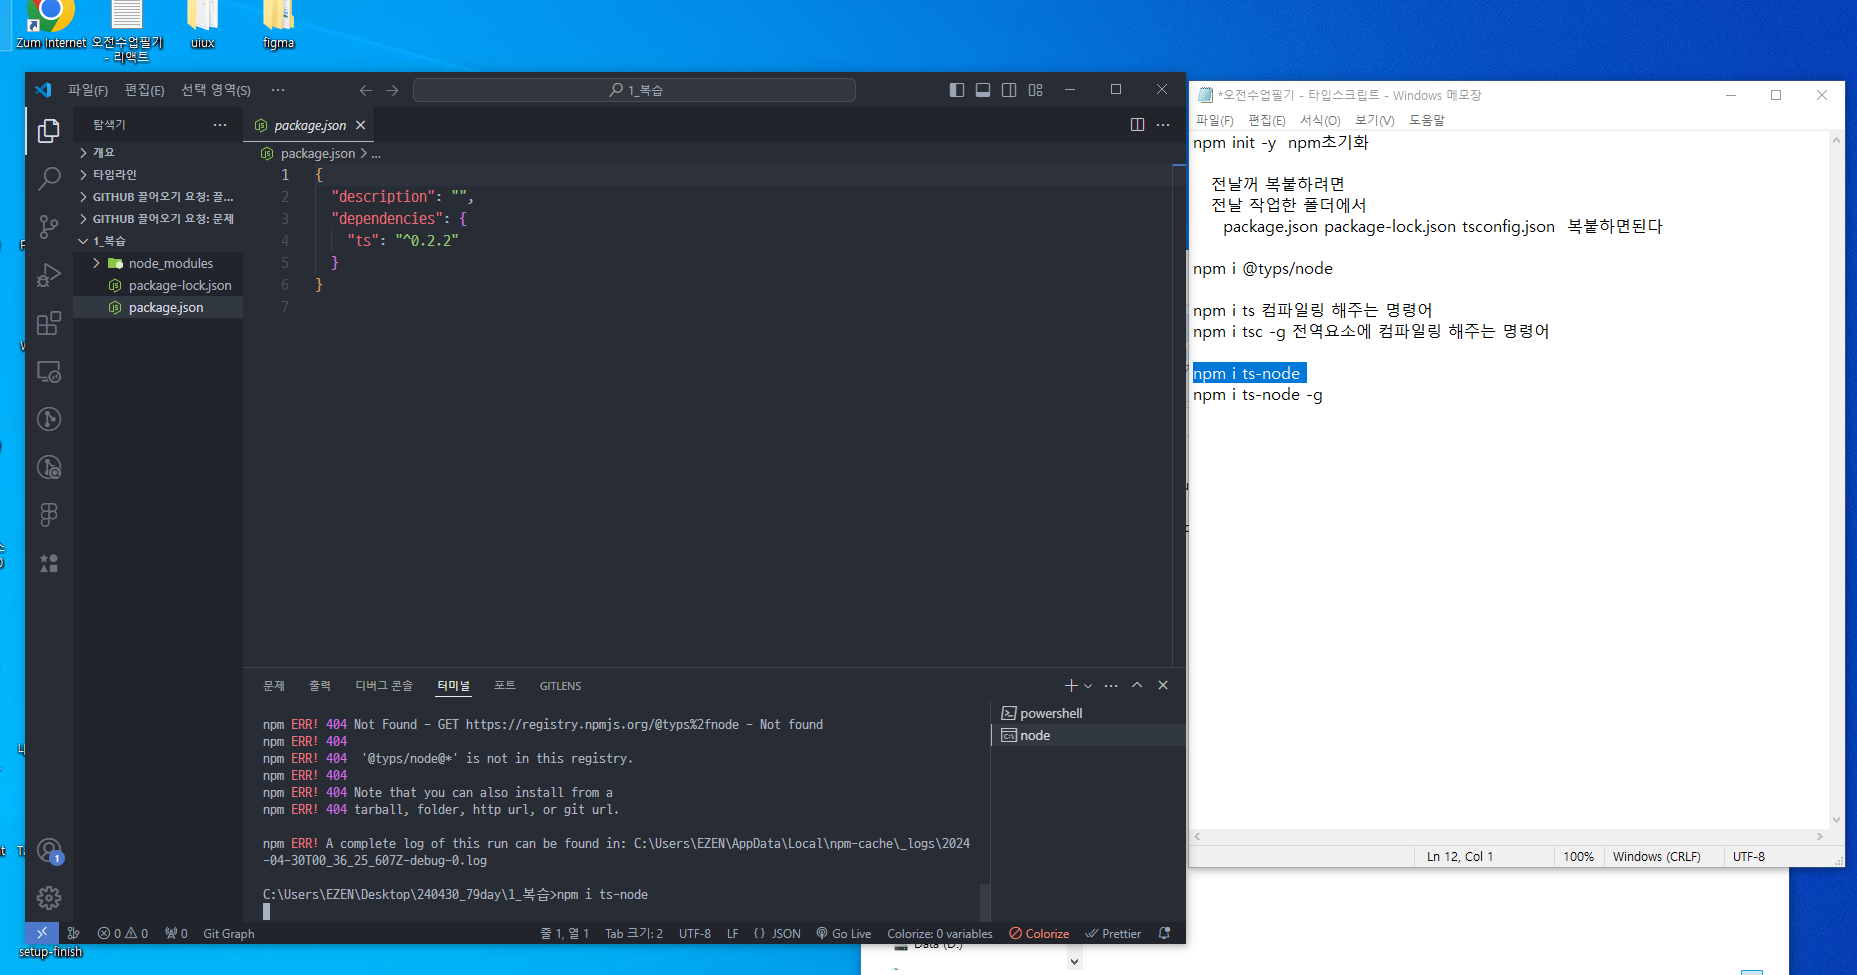 Zum Internet
오전수업필기 - 리액트
uiux
figma
파일(F) 편집(E) 선택 영역(S) ···
1_복습
탐색기 ···
개요
타임라인
GITHUB 끌어오기 요청: 끌...
GITHUB 끌어오기 요청: 문제
1_복습
node_modules
package-lock.json
package.json
package.json
package.json > ...
1 {
2 "description": "",
3 "dependencies": {
4 "ts": "^0.2.2"
5 }
6 }
7
문제 출력 디버그 콘솔 터미널 포트 GITLENS
npm ERR! 404 Not Found - GET https://registry.npmjs.org/@typs%2fnode - Not found
npm ERR! 404
npm ERR! 404 '@typs/node@*' is not in this registry.
npm ERR! 404
npm ERR! 404 Note that you can also install from a
npm ERR! 404 tarball, folder, http url, or git url.
npm ERR! A complete log of this run can be found in: C:\Users\EZEN\AppData\Local\npm-cache\_logs\2024
-04-30T00_36_25_607Z-debug-0.log
C:\Users\EZEN\Desktop\240430_79day\1_복습>npm i ts-node
powershell
node
1
0 0 0 Git Graph 줄 1, 열 1 Tab 크기: 2 UTF-8 LF {} JSON Go Live Colorize: 0 variables Colorize Prettier
setup-finish
*오전수업필기 - 타입스크립트 - Windows 메모장
파일(F) 편집(E) 서식(O) 보기(V) 도움말
npm init -y npm초기화
전날꺼 복붙하려면
전날 작업한 폴더에서
package.json package-lock.json tsconfig.json 복붙하면된다
npm i @typs/node
npm i ts 컴파일링 해주는 명령어
npm i tsc -g 전역요소에 컴파일링 해주는 명령어
npm i ts-node
npm i ts-node -g
Ln 12, Col 1 100% Windows (CRLF) UTF-8
Data (D:)